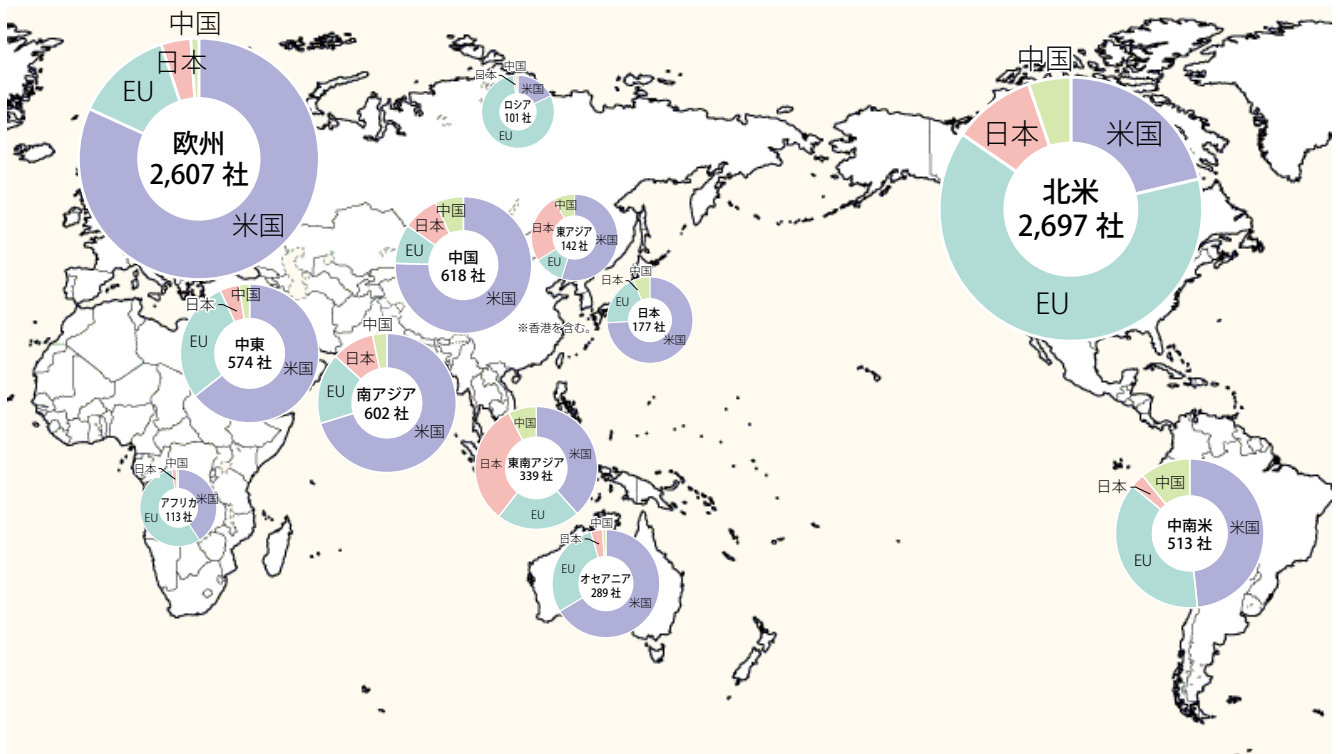 中国
日本
EU
欧州
2,607 社
米国
中国
日本
米国
ロシア
101 社
EU
中国
日本
米国
北米
2,697 社
EU
中国
日本
EU
中国
618 社
米国
中国
日本
東アジア
142 社
米国
EU
中国
日本
EU
日本
177 社
米国
※香港を含む。
中国
日本
EU
中東
574 社
米国
中国
日本
EU
南アジア
602 社
米国
中国
米国
日本
東南アジア
339 社
EU
中国
日本
米国
アフリカ
113 社
EU
中国
日本
EU
オセアニア
289 社
米国
中国
日本
米国
中南米
513 社
EU